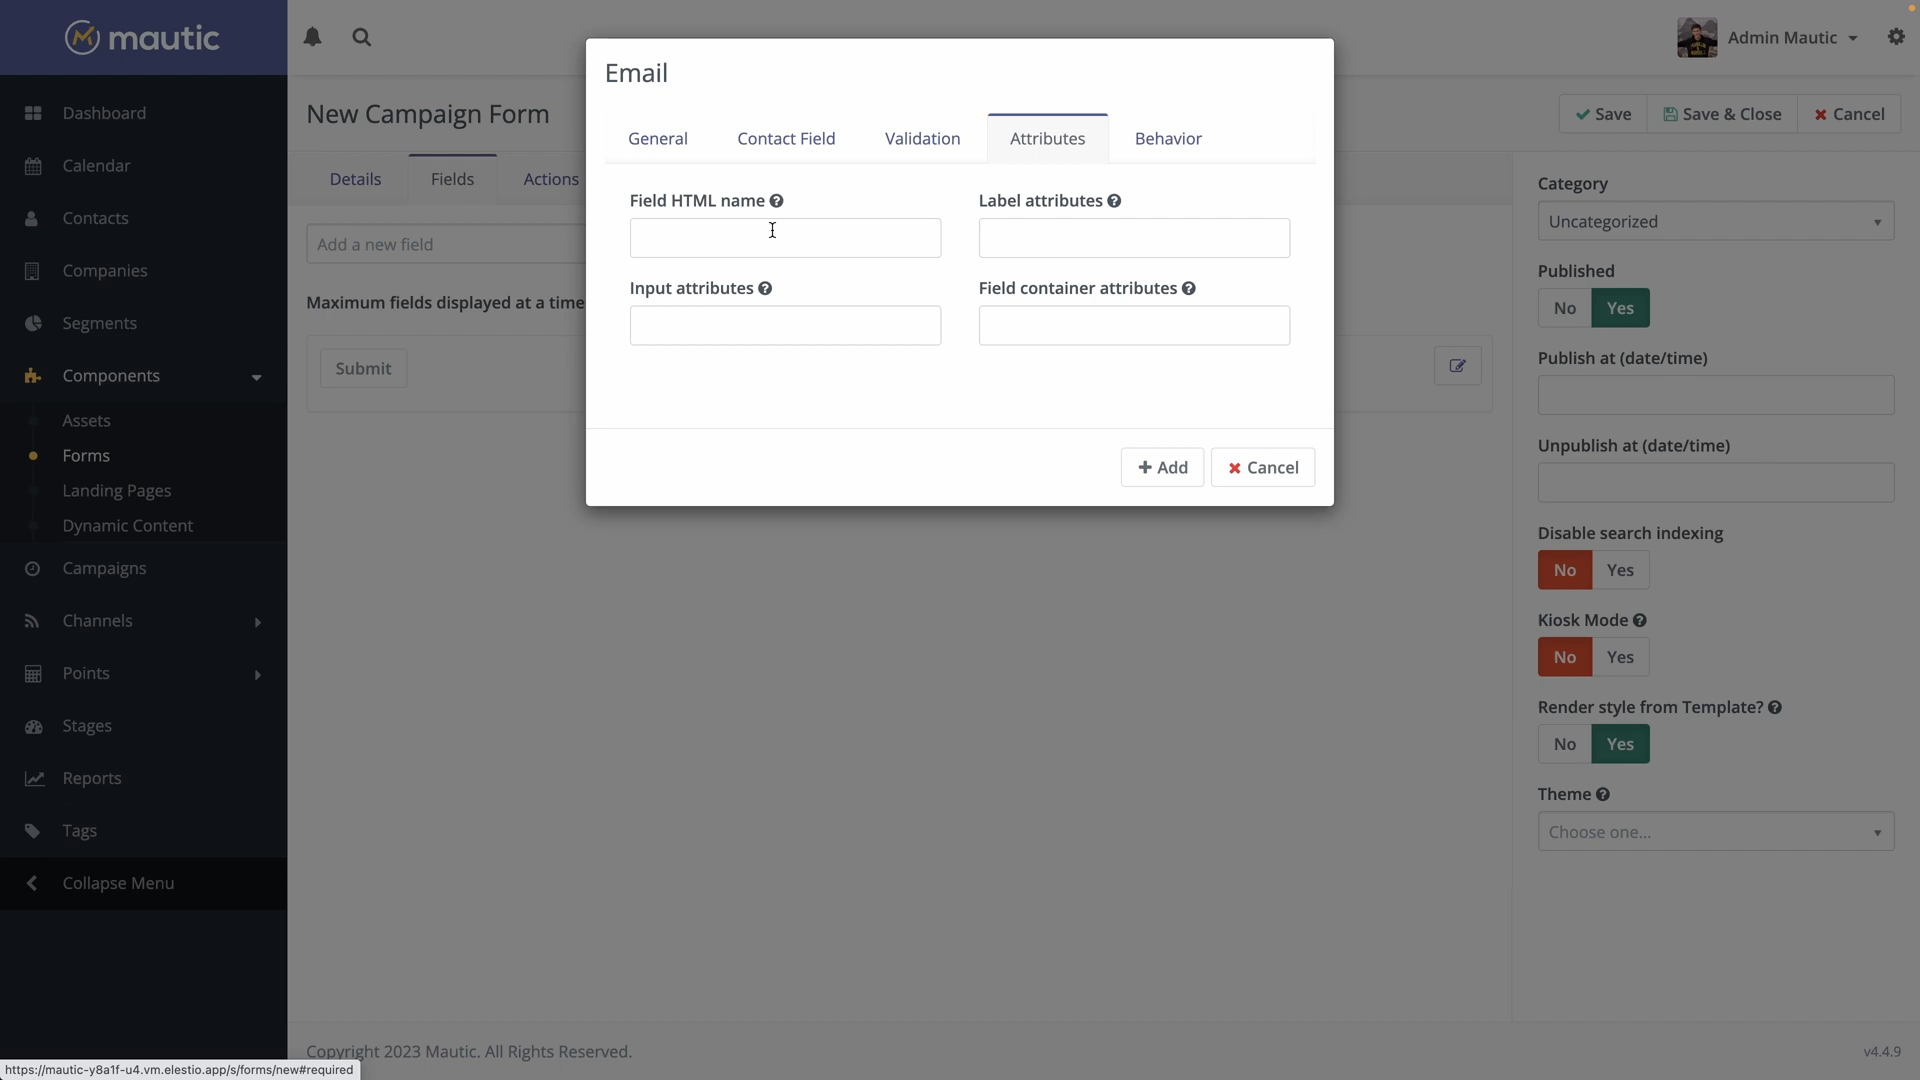 mautic
Admin Mautic
Dashboard
Calendar
Contacts
Companies
Segments
Components
Assets
Forms
Landing Pages
Dynamic Content
Campaigns
Channels
Points
Stages
Reports
Tags
Collapse Menu
New Campaign Form
Save
Save & Close
Cancel
Details
Fields
Actions
Add a new field
Maximum fields displayed at a time
Submit
Email
General
Contact Field
Validation
Attributes
Behavior
Field HTML name
Label attributes
Input attributes
Field container attributes
+ Add
Cancel
Category
Uncategorized
Published
No Yes
Publish at (date/time)
Unpublish at (date/time)
Disable search indexing
No Yes
Kiosk Mode
No Yes
Render style from Template?
No Yes
Theme
Choose one...
Copyright 2023 Mautic. All Rights Reserved.
v4.4.9
https://mautic-y8a1f-u4.vm.elestio.app/s/forms/new#required